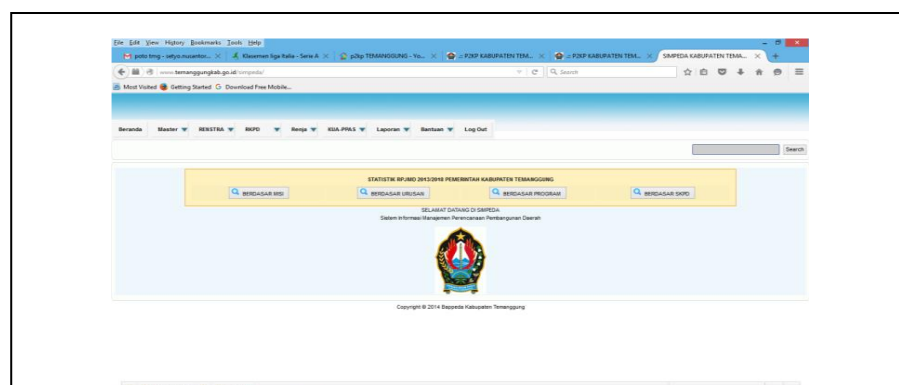 File Edit View History Bookmarks Tools Help
poto tmg - setyo.nusantor... Klasemen liga Italia - Serie A p2kp TEMANGGUNG - Yo... .:: P2KP KABUPATEN TEM... .:: P2KP KABUPATEN TEM... SIMPEDA KABUPATEN TEMA...
www.temanggungkab.go.id/simpeda/ Search
Most Visited Getting Started Download Free Mobile...
Beranda Master RENSTRA RKPD Renja KUA-PPAS Laporan Bantuan Log Out
Search
STATISTIK RPJMD 2013/2018 PEMERINTAH KABUPATEN TEMANGGUNG
BERDASAR MISI BERDASAR URUSAN BERDASAR PROGRAM BERDASAR SKPD
SELAMAT DATANG DI SIMPEDA
Sistem Informasi Manajemen Perencanaan Pembangunan Daerah
Copyright © 2014 Bappeda Kabupaten Temanggung